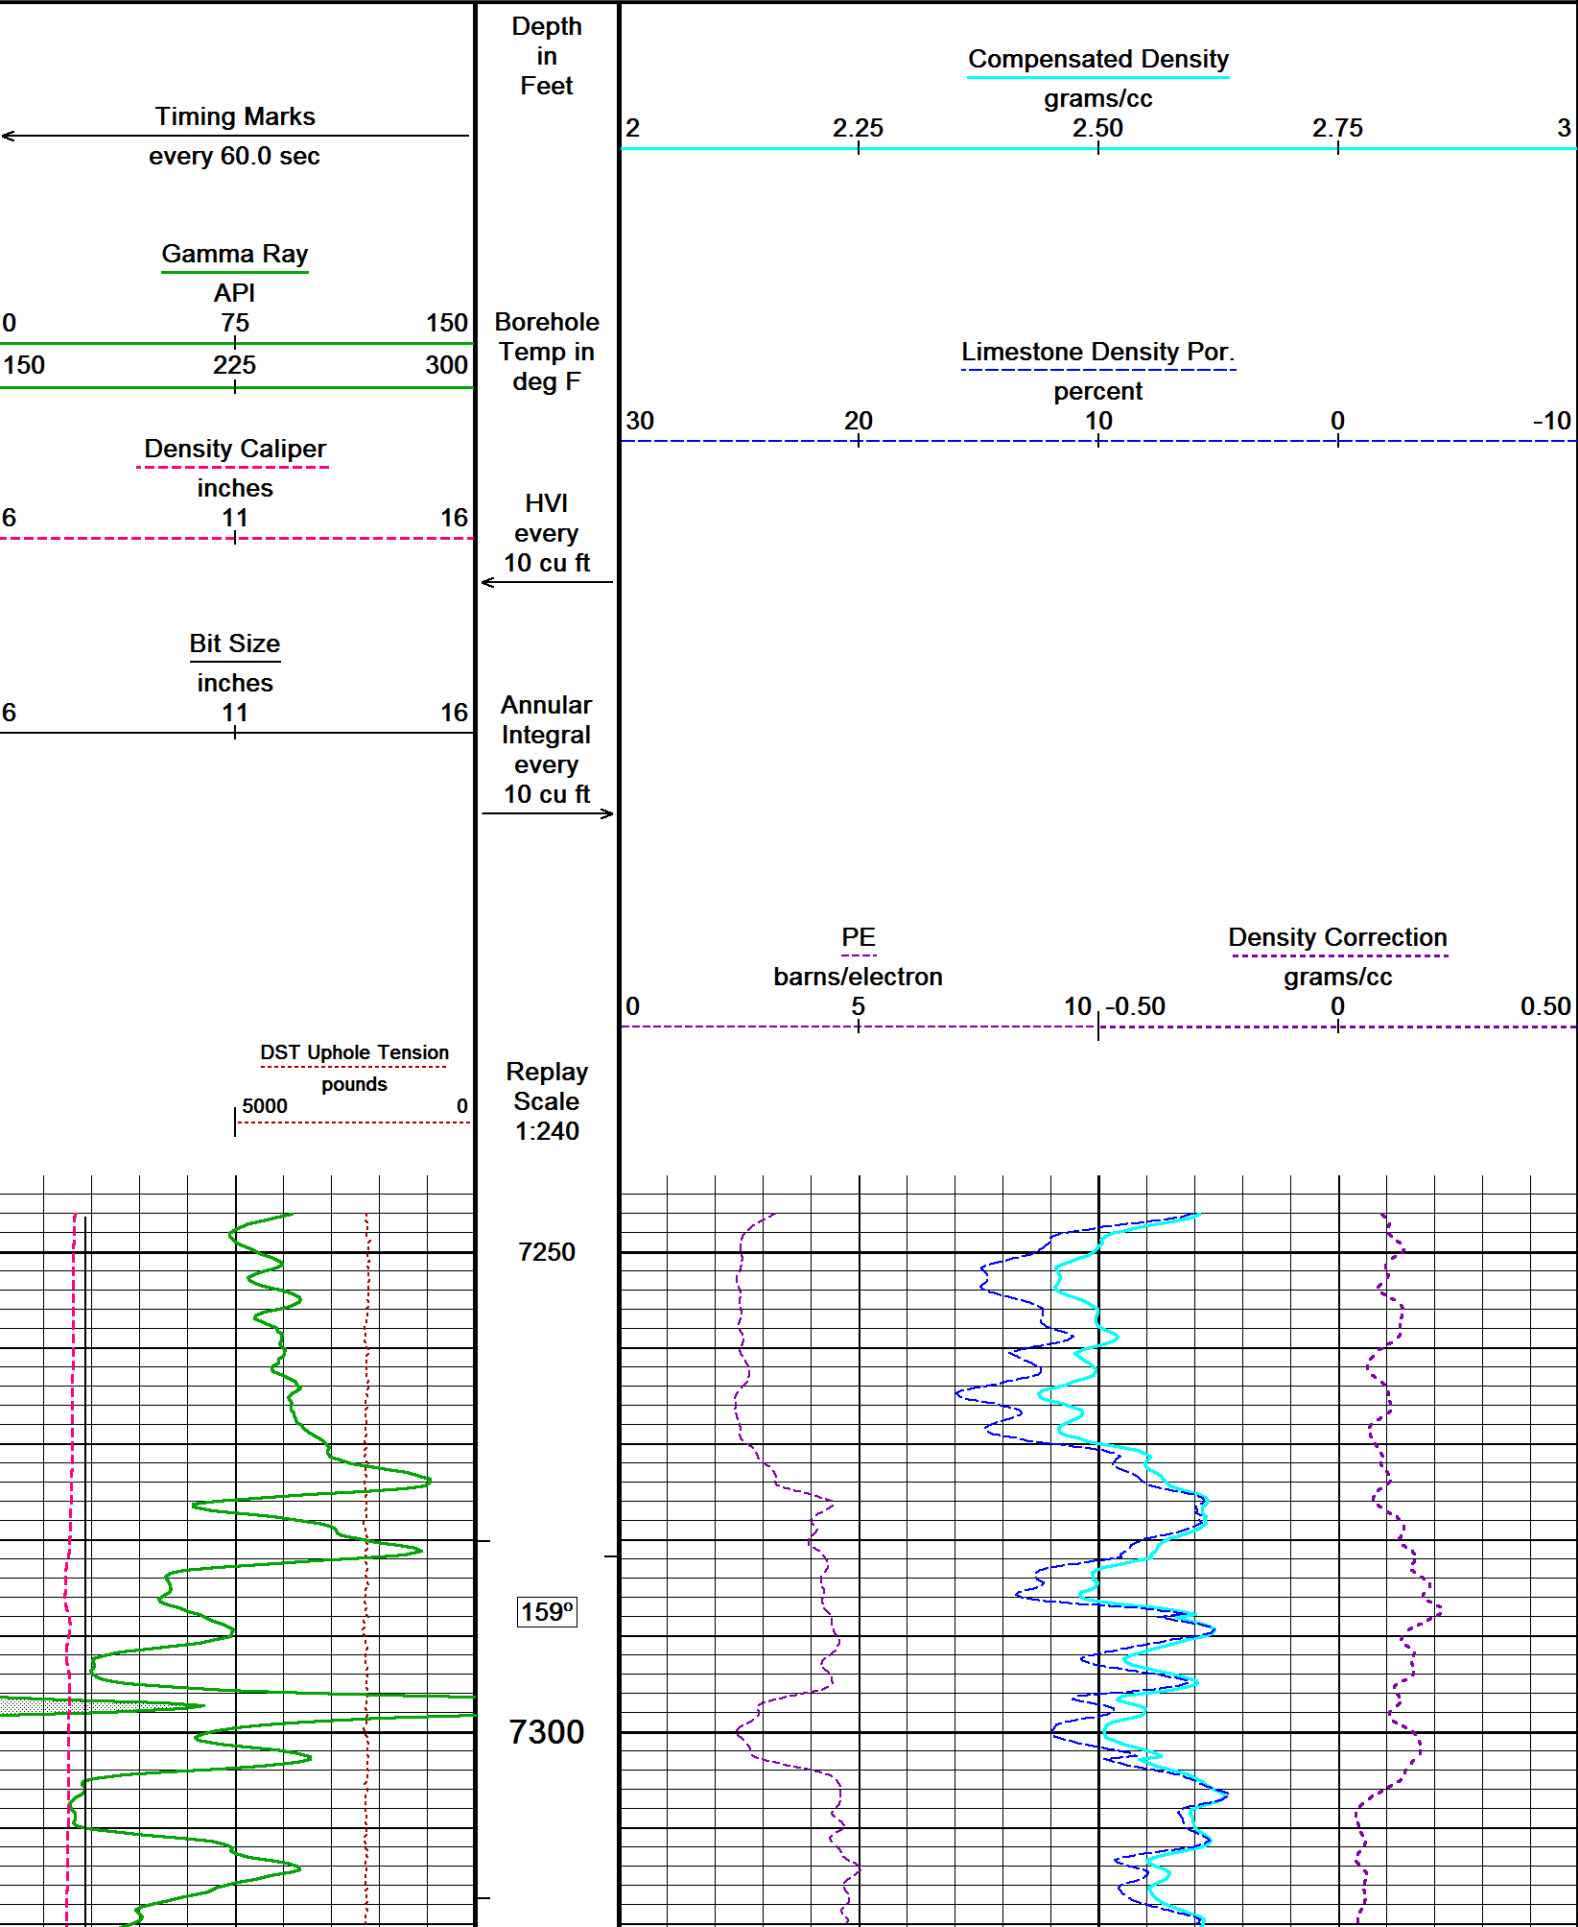 Timing Marks
every 60.0 sec
Gamma Ray
API
0 75 150
150 225 300
Density Caliper
inches
6 11 16
Bit Size
inches
6 11 16
DST Uphole Tension
pounds
5000 0
Depth
in
Feet
Borehole
Temp in
deg F
HVI
every
10 cu ft
Annular
Integral
every
10 cu ft
Replay
Scale
1:240
7250
159º
7300
Compensated Density
grams/cc
2 2.25 2.50 2.75 3
Limestone Density Por.
percent
30 20 10 0 -10
PE
barns/electron
0 5 10
Density Correction
grams/cc
-0.50 0 0.50